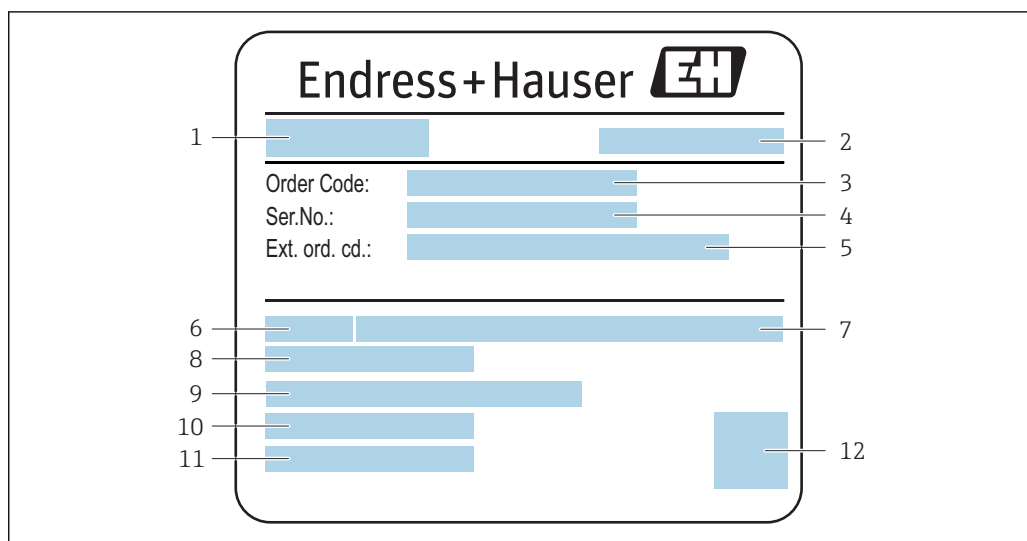 Endress+Hauser EH
1 2
Order Code: 3
Ser.No.: 4
Ext. ord. cd.: 5
6 7
8
9
10
11 12